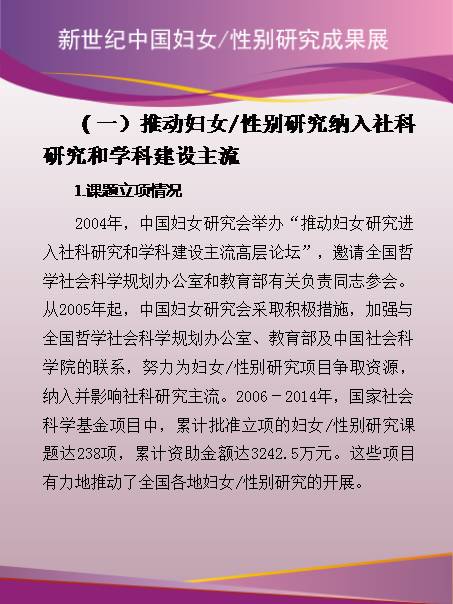 新世纪中国妇女/性别研究成果展
（一）推动妇女/性别研究纳入社科
研究和学科建设主流
1.课题立项情况
2004年，中国妇女研究会举办“推动妇女研究进
入社科研究和学科建设主流高层论坛”，邀请全国哲
学社会科学规划办公室和教育部有关负责同志参会。
从2005年起，中国妇女研究会采取积极措施，加强与
全国哲学社会科学规划办公室、教育部及中国社会科
学院的联系，努力为妇女/性别研究项目争取资源，
纳入并影响社科研究主流。2006－2014年，国家社会
科学基金项目中，累计批准立项的妇女/性别研究课
题达238项，累计资助金额达3242.5万元。这些项目
有力地推动了全国各地妇女/性别研究的开展。